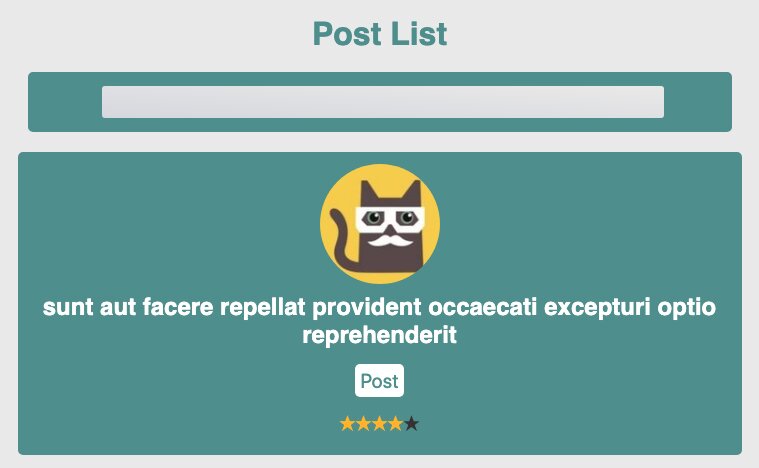 Post List
sunt aut facere repellat provident occaecati excepturi optio
reprehenderit
Post